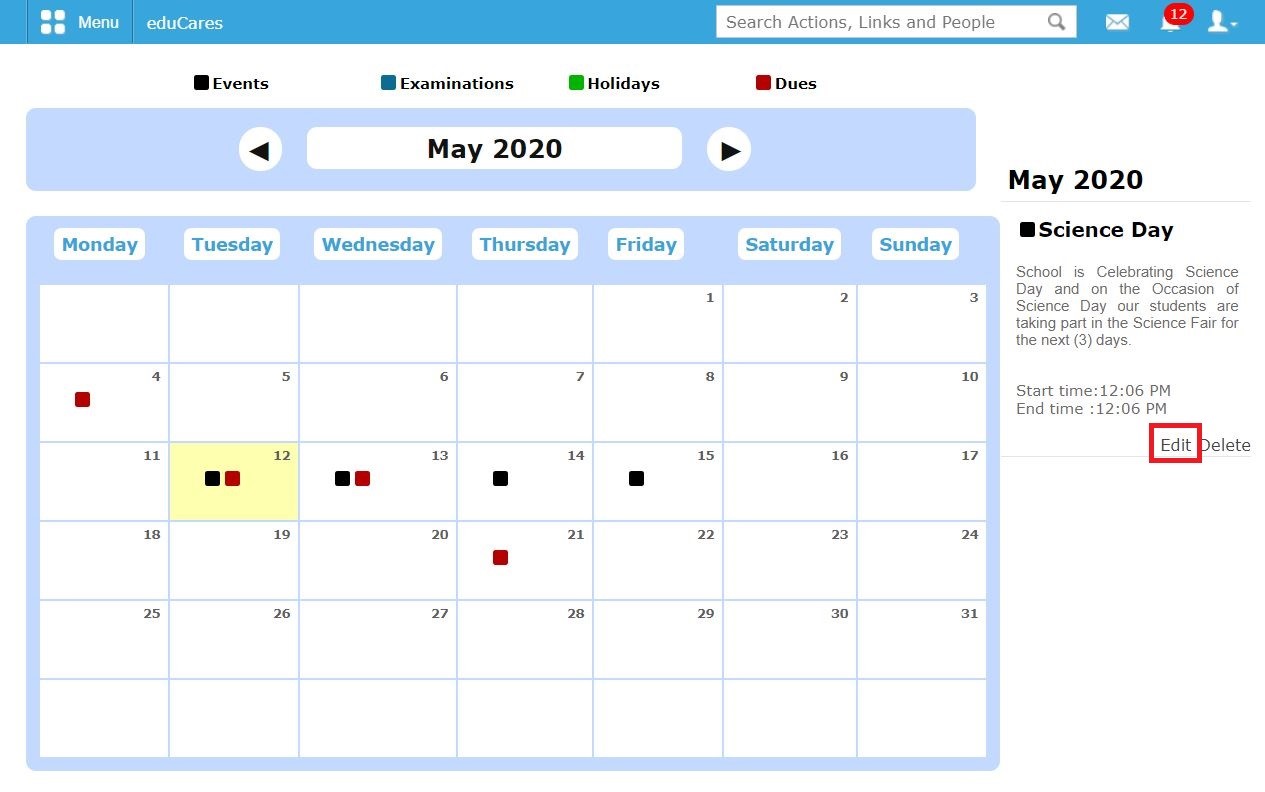 Menu eduCares Search Actions, Links and People 12
Events Examinations Holidays Dues
May 2020
Monday Tuesday Wednesday Thursday Friday Saturday Sunday
1 2 3
4 5 6 7 8 9 10
11 12 13 14 15 16 17
18 19 20 21 22 23 24
25 26 27 28 29 30 31
May 2020
Science Day
School is Celebrating Science
Day and on the Occasion of
Science Day our students are
taking part in the Science Fair for
the next (3) days.
Start time:12:06 PM
End time :12:06 PM
Edit Delete